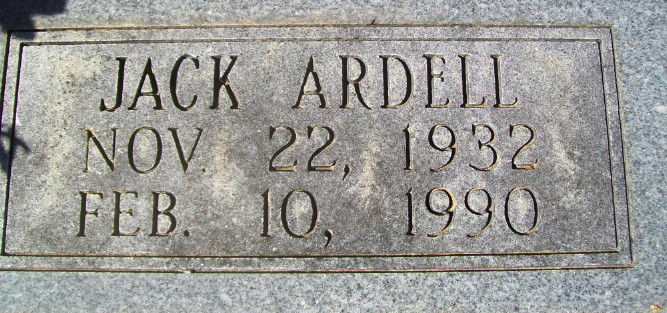 JACK ARDELL
NOV. 22, 1932
FEB. 10, 1990